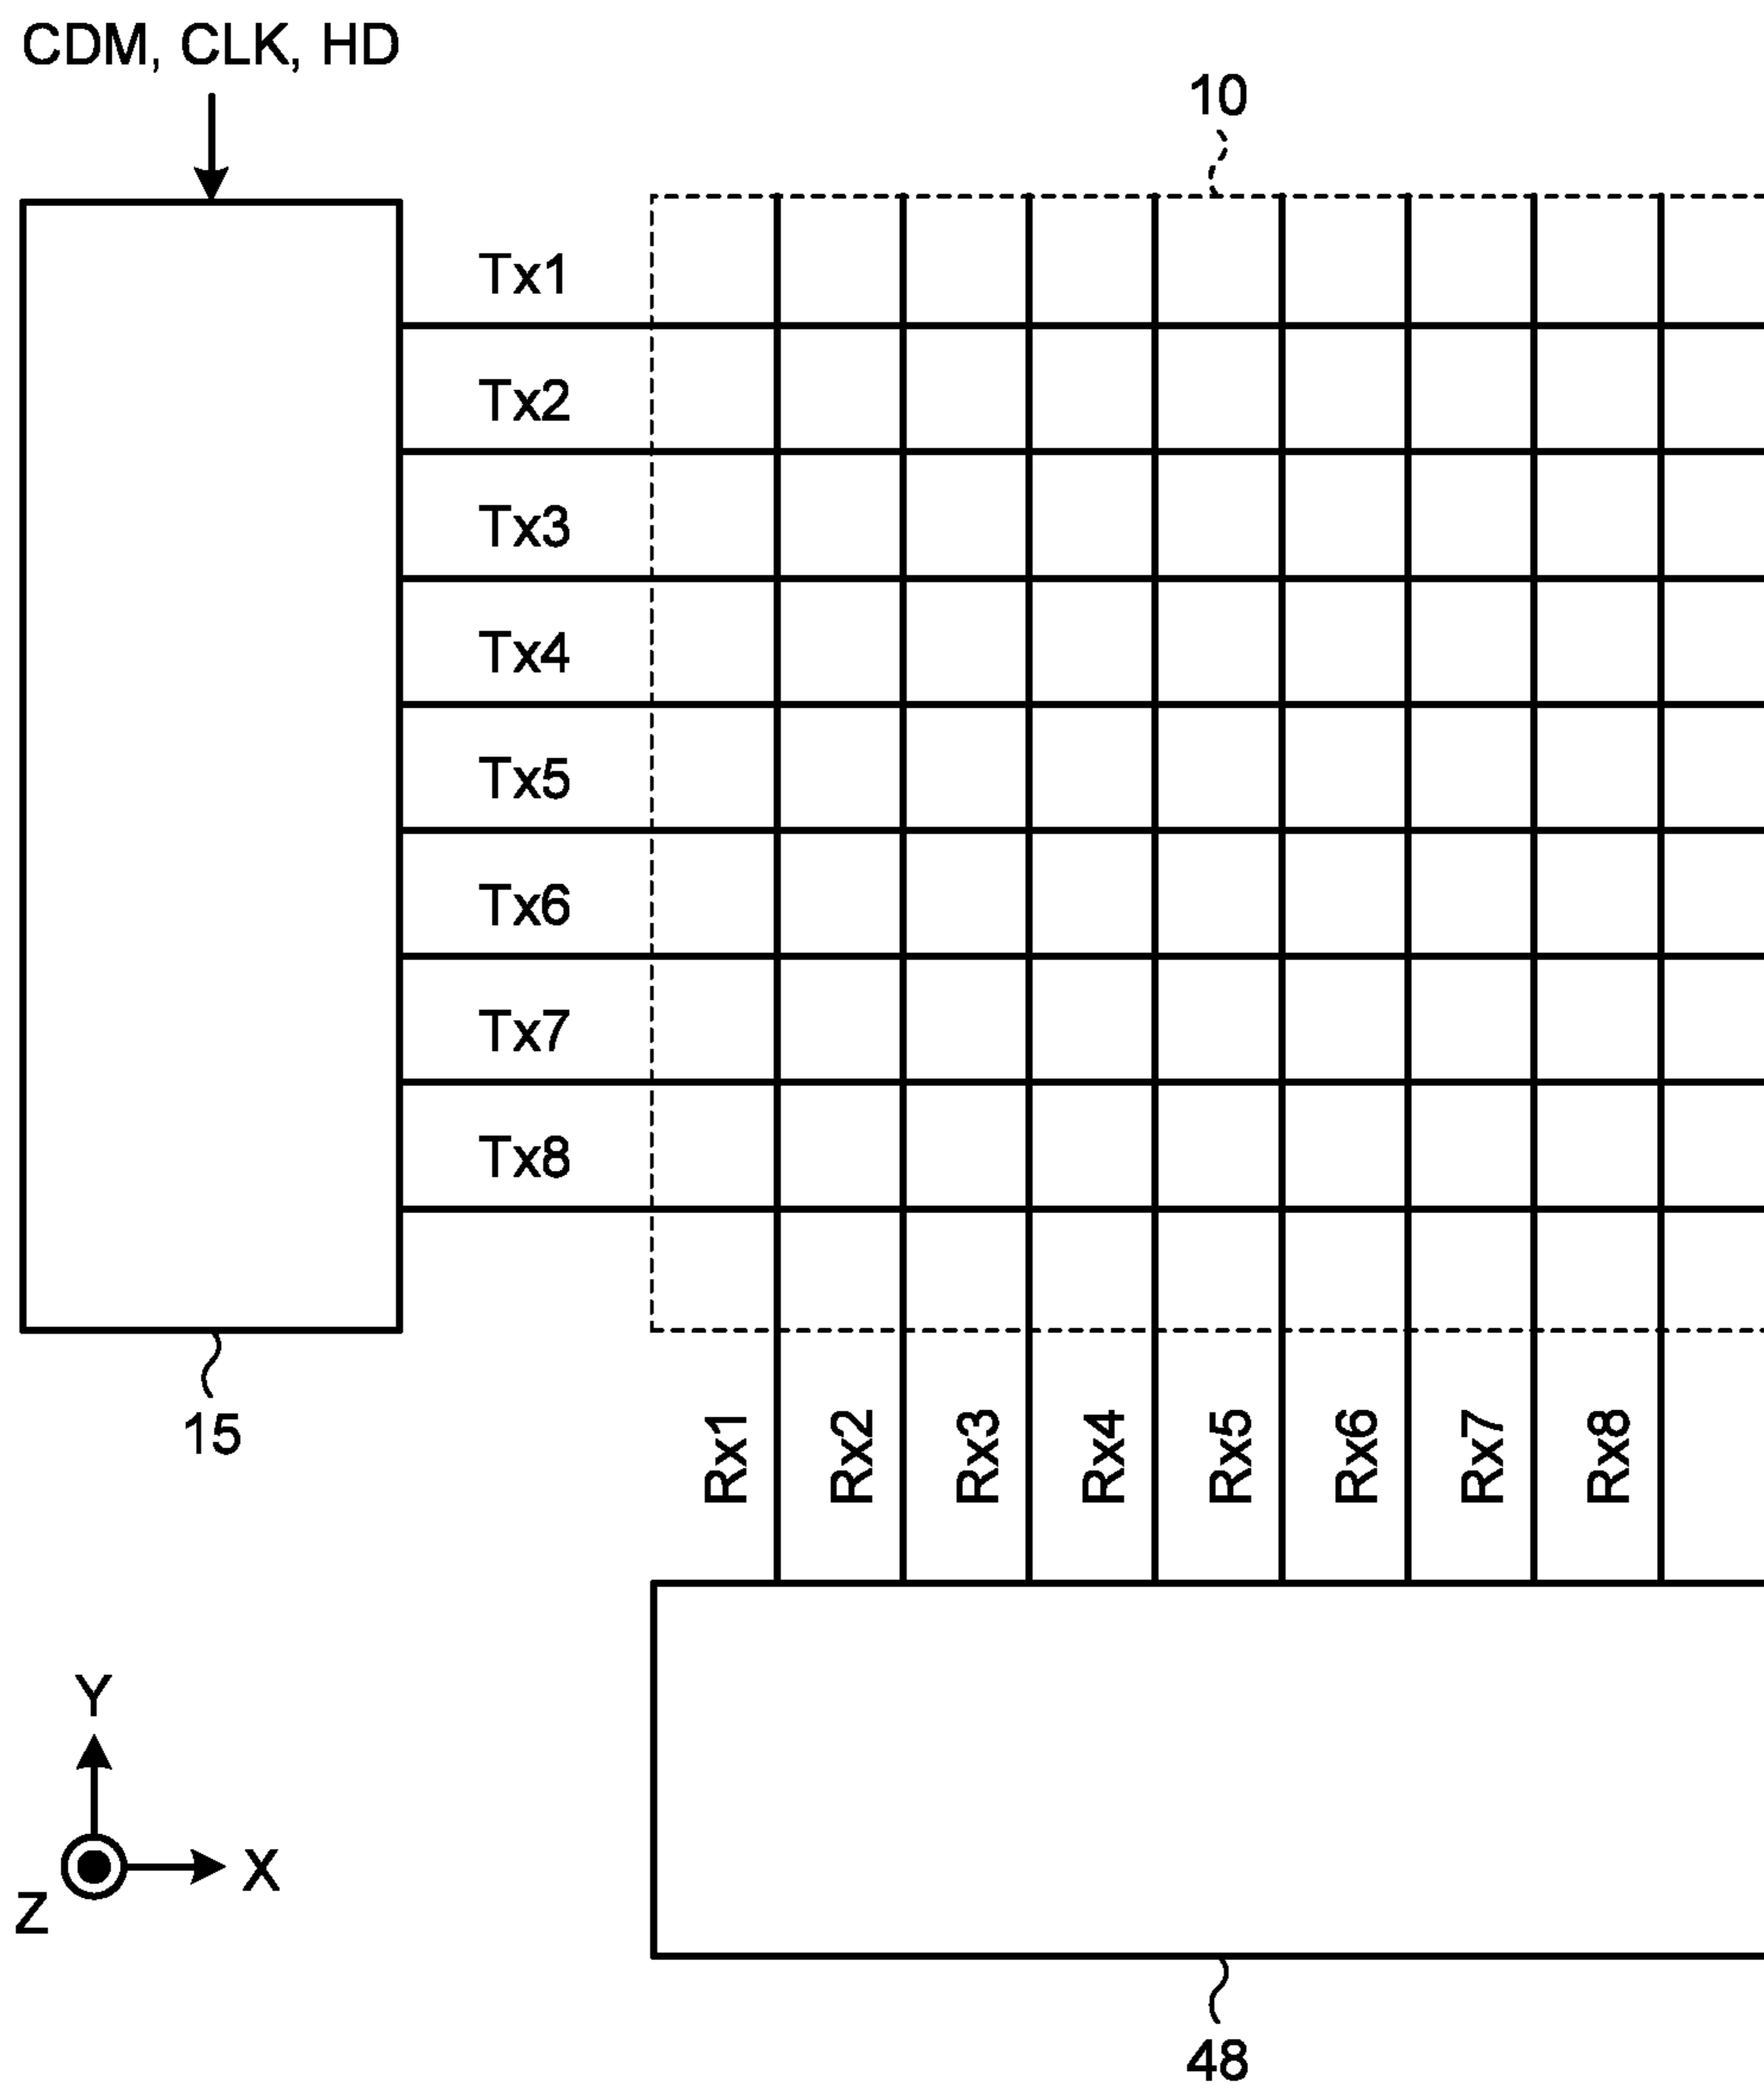 CDM, CLK, HD
10
Tx1
Tx2
Tx3
Tx4
Tx5
Tx6
Tx7
Tx8
15
Rx1
Rx2
Rx3
Rx4
Rx5
Rx6
Rx7
Rx8
Y
X
Z
48